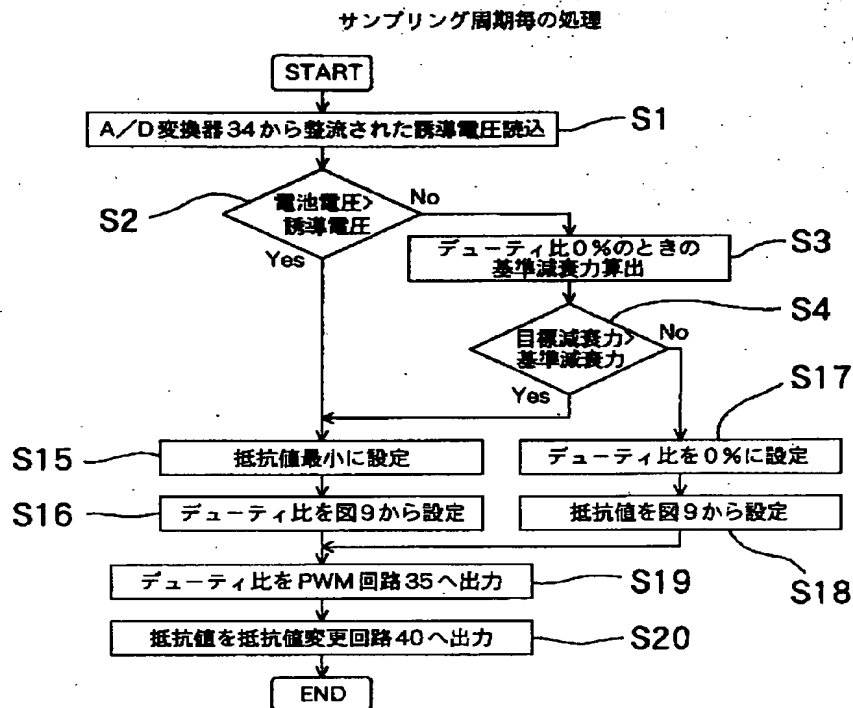 サンプリング周期毎の処理
START
A／D変換器34から整流された誘導電圧読込
S1
電池電圧>
誘導電圧
S2
No
Yes
デューティ比0%のときの
基準減衰力算出
S3
目標減衰力>
基準減衰力
S4
No
Yes
S17
S15
抵抗値最小に設定
デューティ比を0%に設定
S16
デューティ比を図9から設定
抵抗値を図9から設定
S18
デューティ比をPWM回路35へ出力
S19
抵抗値を抵抗値変更回路40へ出力
S20
END